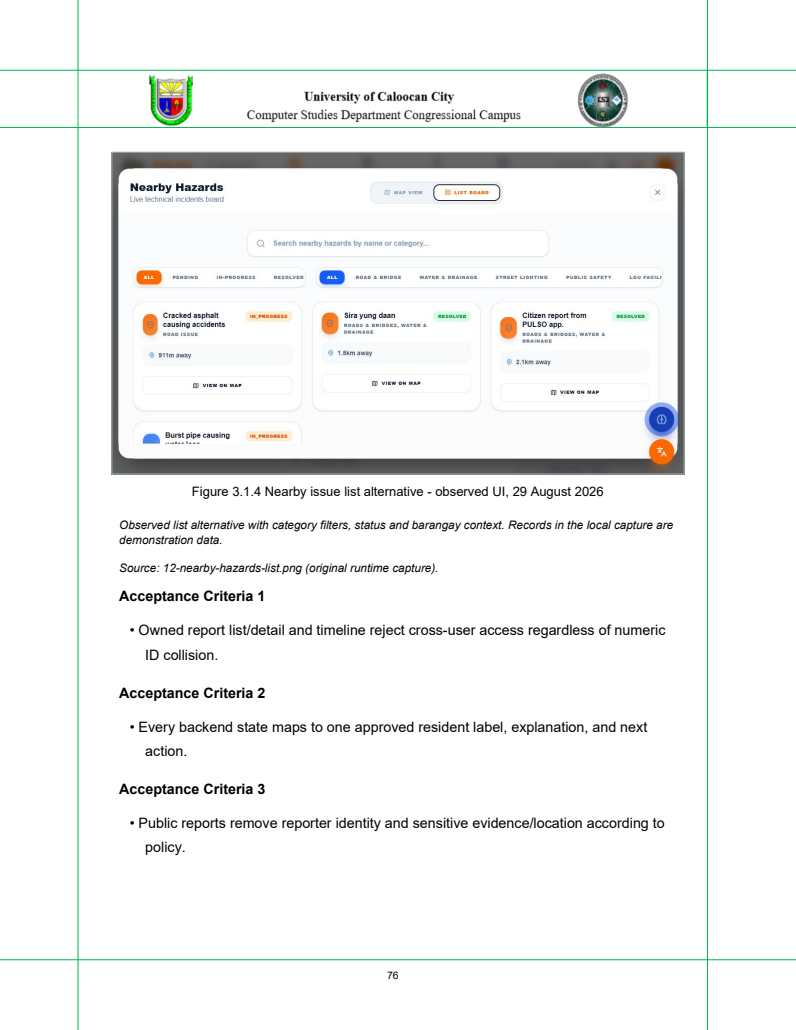 University of Caloocan City
Computer Studies Department Congressional Campus
Nearby Hazards
Live technical incidents board
MAP VIEW
LIST BOARD
Search nearby hazards by name or category...
ALL PENDING IN-PROGRESS RESOLVED
ALL ROAD & BRIDGE WATER & DRAINAGE STREET LIGHTING PUBLIC SAFETY LGU FACILI
Cracked asphalt
causing accidents
IN_PROGRESS
ROAD ISSUE
911m away
VIEW ON MAP
Sira yung daan
RESOLVED
ROADS & BRIDGES, WATER &
DRAINAGE
1.5km away
VIEW ON MAP
Citizen report from
PULSO app.
RESOLVED
ROADS & BRIDGES, WATER &
DRAINAGE
2.1km away
VIEW ON MAP
Burst pipe causing
IN_PROGRESS
Figure 3.1.4 Nearby issue list alternative - observed UI, 29 August 2026
Observed list alternative with category filters, status and barangay context. Records in the local capture are
demonstration data.
Source: 12-nearby-hazards-list.png (original runtime capture).
Acceptance Criteria 1
• Owned report list/detail and timeline reject cross-user access regardless of numeric
ID collision.
Acceptance Criteria 2
• Every backend state maps to one approved resident label, explanation, and next
action.
Acceptance Criteria 3
• Public reports remove reporter identity and sensitive evidence/location according to
policy.
76